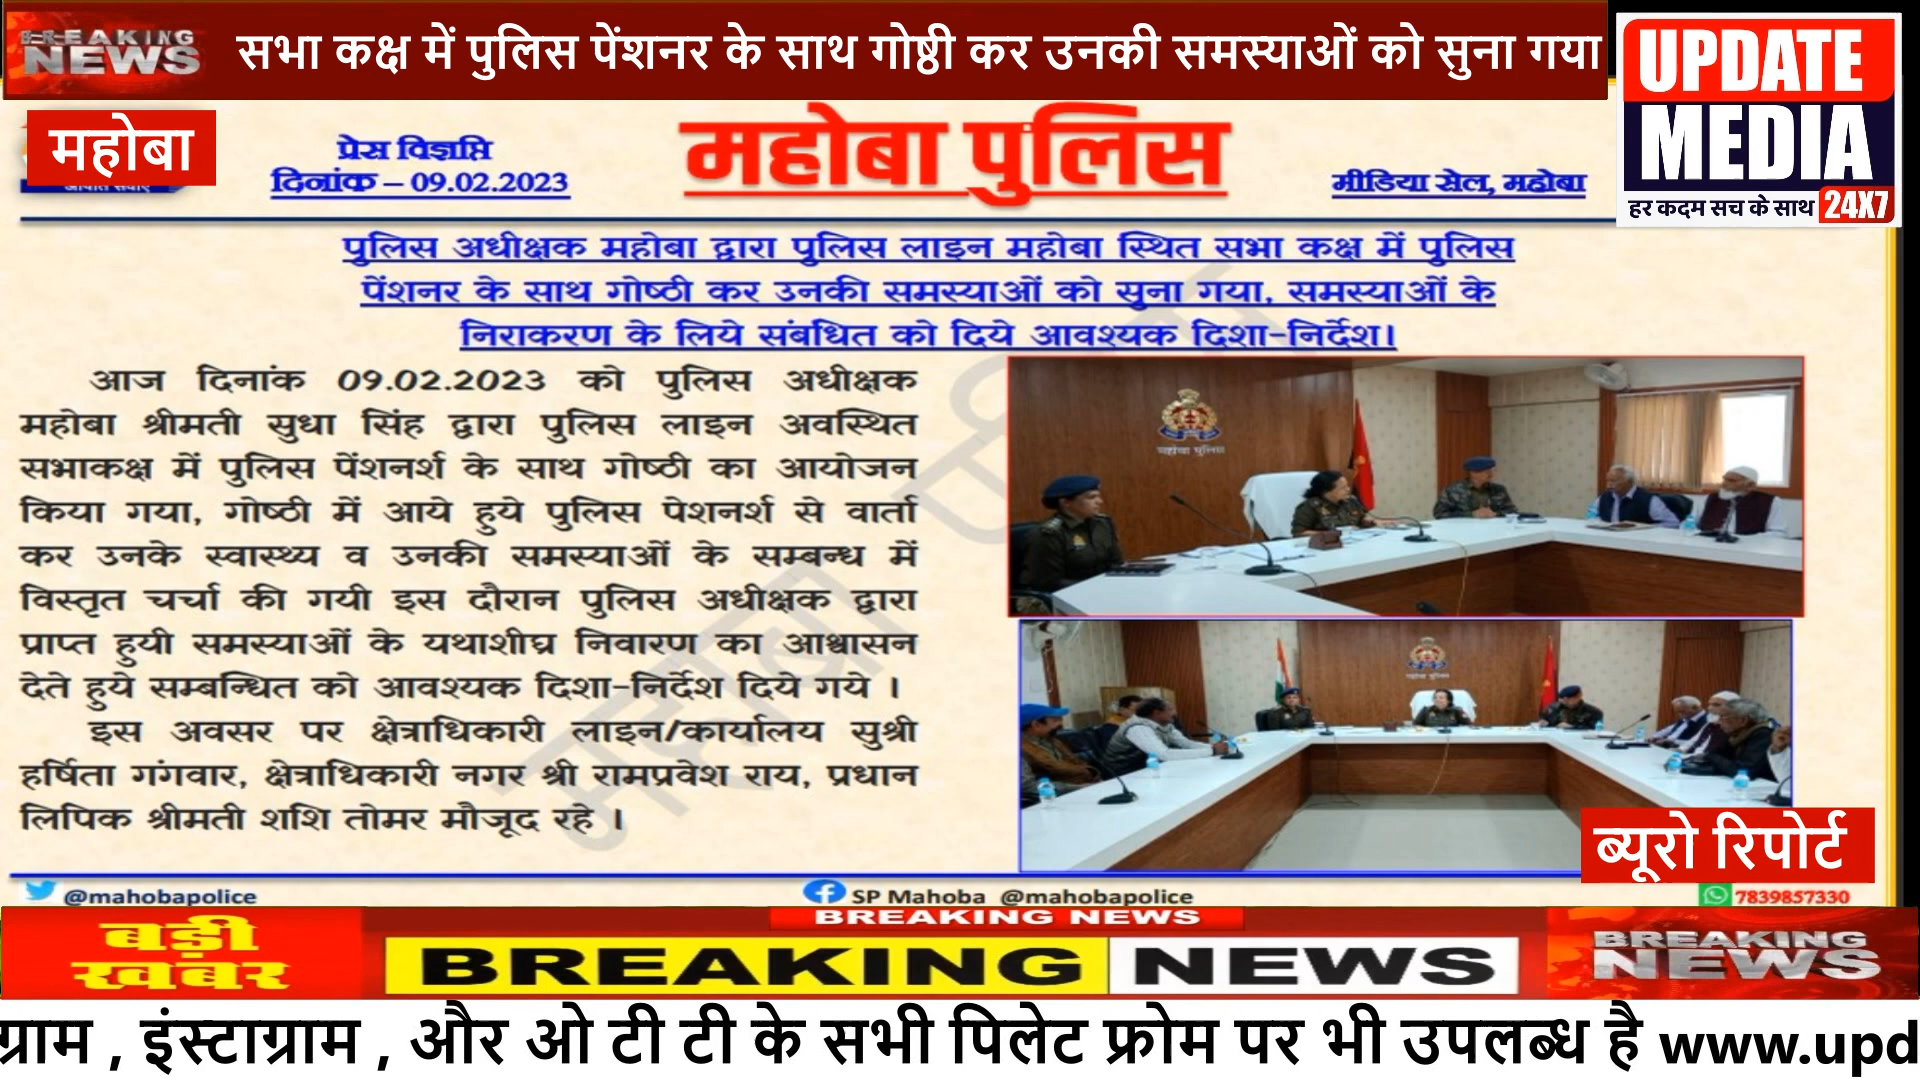 BREAKING
NEWS
सभा कक्ष में पुलिस पेंशनर के साथ गोष्ठी कर उनकी समस्याओं को सुना गया
UPDATE
MEDIA
हर कदम सच के साथ 24X7
महोबा
प्रेस विज्ञप्ति
दिनांक – 09.02.2023
महोबा पुलिस
मीडिया सेल, महोबा
पुलिस अधीक्षक महोबा द्वारा पुलिस लाइन महोबा स्थित सभा कक्ष में पुलिस
पेंशनर के साथ गोष्ठी कर उनकी समस्याओं को सुना गया, समस्याओं के
निराकरण के लिये संबधित को दिये आवश्यक दिशा-निर्देश।
आज दिनांक 09.02.2023 को पुलिस अधीक्षक
महोबा श्रीमती सुधा सिंह द्वारा पुलिस लाइन अवस्थित
सभाकक्ष में पुलिस पेंशनर्श के साथ गोष्ठी का आयोजन
किया गया, गोष्ठी में आये हुये पुलिस पेशनर्श से वार्ता
कर उनके स्वास्थ्य व उनकी समस्याओं के सम्बन्ध में
विस्तृत चर्चा की गयी इस दौरान पुलिस अधीक्षक द्वारा
प्राप्त हुयी समस्याओं के यथाशीघ्र निवारण का आश्वासन
देते हुये सम्बन्धित को आवश्यक दिशा-निर्देश दिये गये ।
इस अवसर पर क्षेत्राधिकारी लाइन/कार्यालय सुश्री
हर्षिता गंगवार, क्षेत्राधिकारी नगर श्री रामप्रवेश राय, प्रधान
लिपिक श्रीमती शशि तोमर मौजूद रहे ।
महोबा पुलिस
ब्यूरो रिपोर्ट
@mahobapolice
SP Mahoba @mahobapolice
7839857330
BREAKING NEWS
बड़ी
खबर
BREAKING NEWS
BREAKING
NEWS
ग्राम , इंस्टाग्राम , और ओ टी टी के सभी पिलेट फ्रोम पर भी उपलब्ध है www.upd